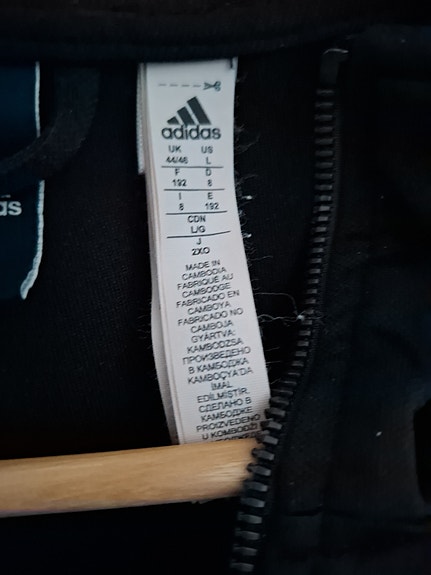 adidas
UK US
44/46 L
F D
192 8
I E
8 192
CDN
L/G
J
2XO
MADE IN
CAMBODIA
FABRIQUÉ AU
CAMBODGE
FABRICADO EN
CAMBOYA
FABRICADO NO
CAMBOJA
GYÁRTVA:
KAMBODZSA
ПРОИЗВЕДЕНО
В КАМБОДЖА
KAMBOÇYA'DA
İMAL
EDİLMİŞTİR.
СДЕЛАНО В
КАМБОДЖЕ
PROIZVEDENO
U KOMBODŽI
as